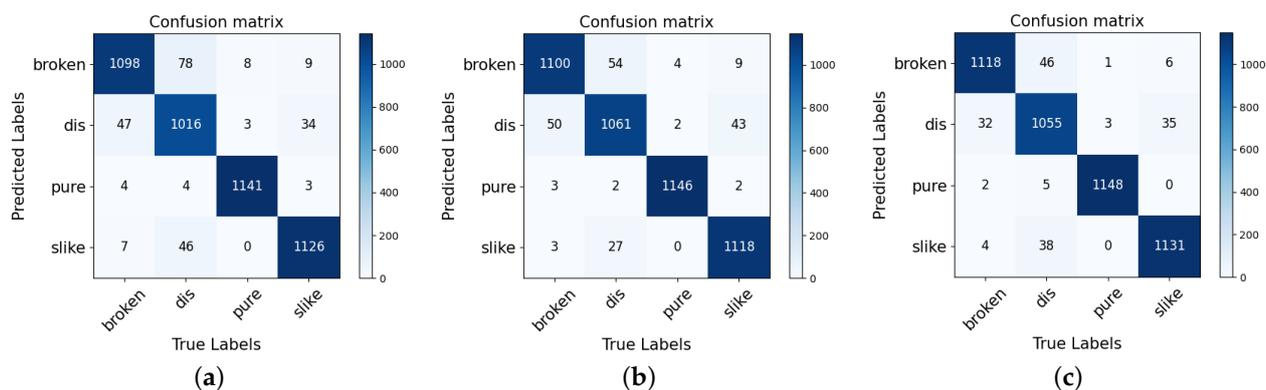 Confusion matrix
Predicted Labels
broken 1098 78 8 9
dis 47 1016 3 34
pure 4 4 1141 3
slike 7 46 0 1126
broken dis pure slike
True Labels
1000
800
600
400
200
0
(a)
Confusion matrix
Predicted Labels
broken 1100 54 4 9
dis 50 1061 2 43
pure 3 2 1146 2
slike 3 27 0 1118
broken dis pure slike
True Labels
1000
800
600
400
200
0
(b)
Confusion matrix
Predicted Labels
broken 1118 46 1 6
dis 32 1055 3 35
pure 2 5 1148 0
slike 4 38 0 1131
broken dis pure slike
True Labels
1000
800
600
400
200
0
(c)